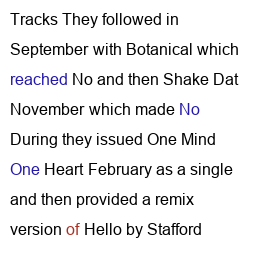 Tracks They followed in
September with Botanical which
reached No and then Shake Dat
November which made No
During they issued One Mind
One Heart February as a single
and then provided a remix
version of Hello by Stafford